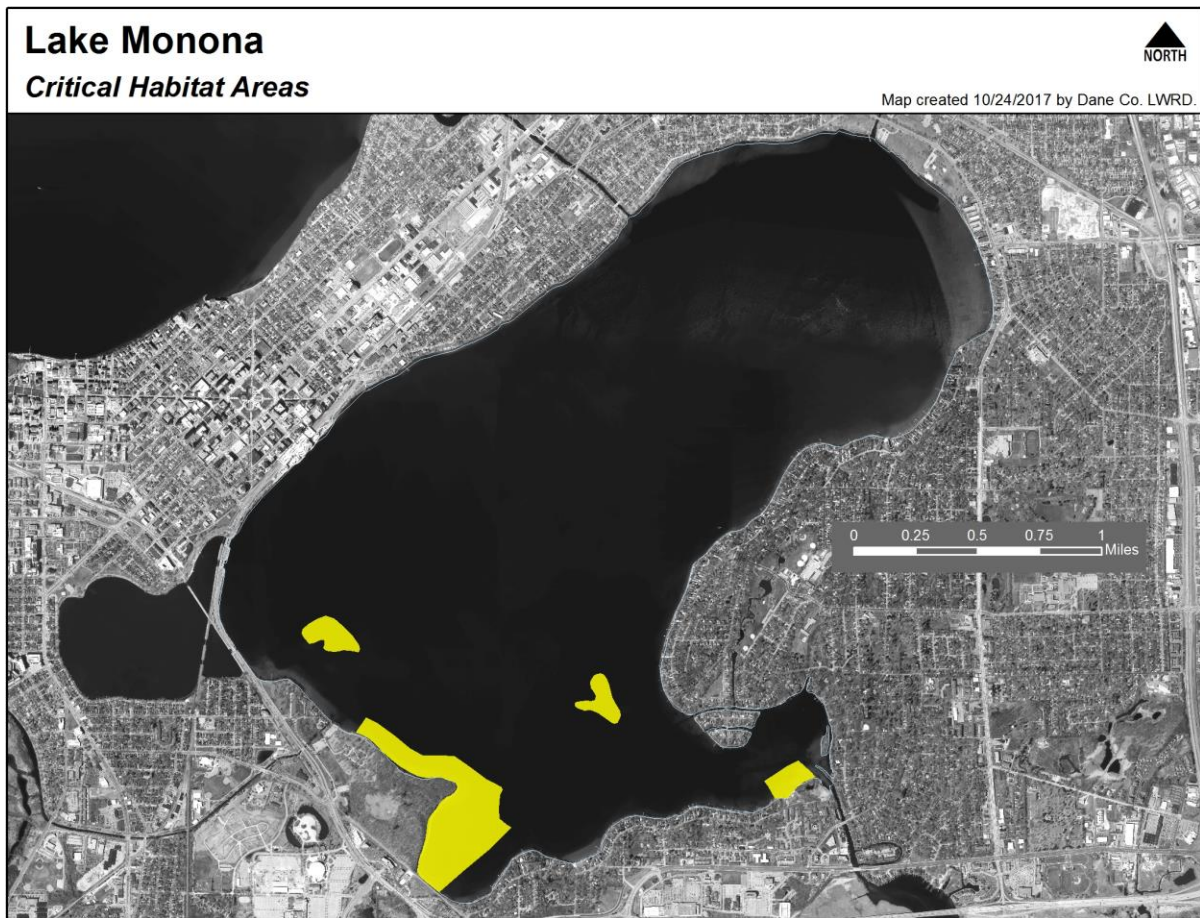 Lake Monona
Critical Habitat Areas
NORTH
Map created 10/24/2017 by Dane Co. LWRD.
0 0.25 0.5 0.75 1
Miles